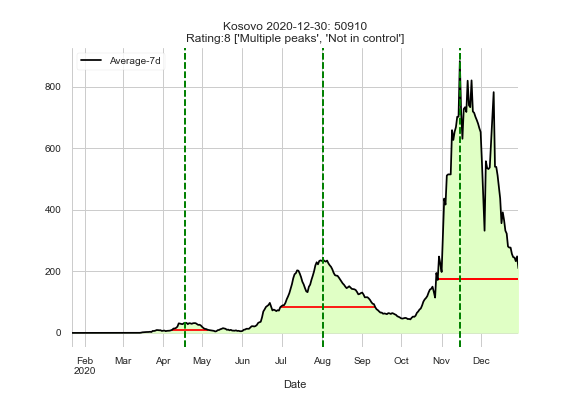 Kosovo 2020-12-30: 50910
Rating:8 ['Multiple peaks', 'Not in control']
Average-7d
800
600
400
200
0
Feb Mar Apr May Jun Jul Aug Sep Oct Nov Dec
2020
Date